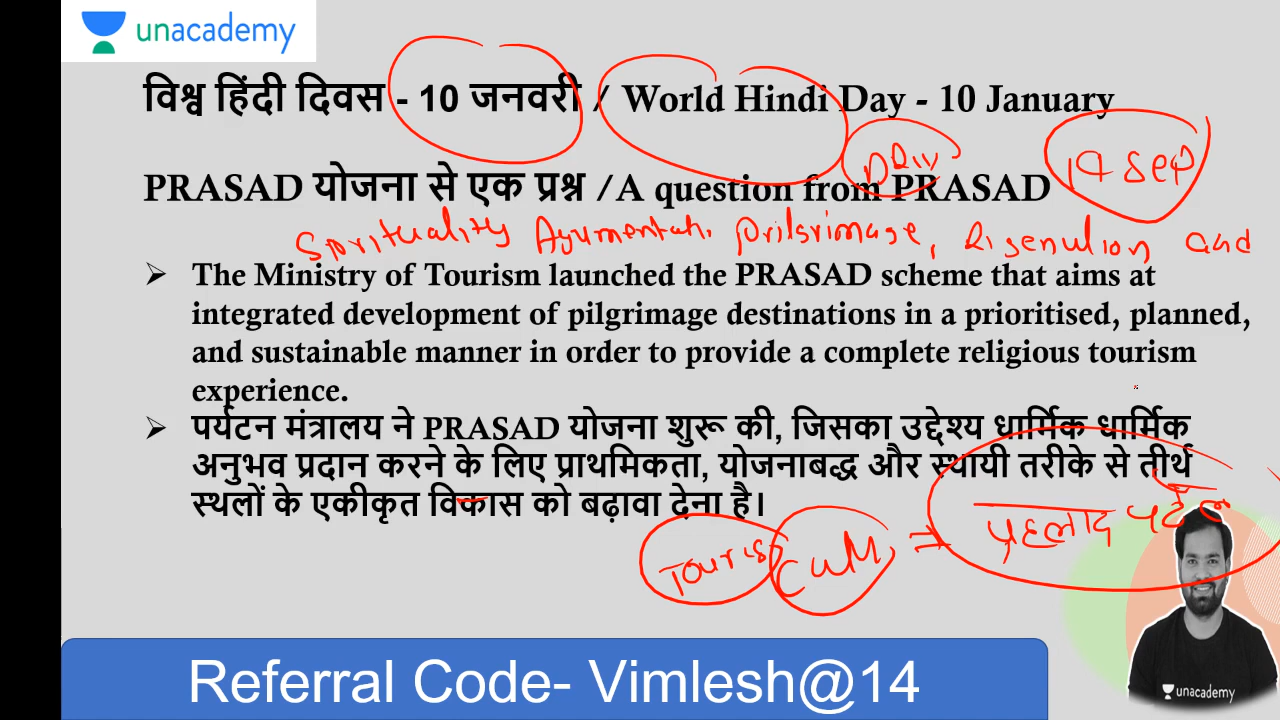 unacademy
विश्व हिंदी दिवस - 10 जनवरी / World Hindi Day - 10 January
14 Sep
PRASAD योजना से एक प्रश्न /A question from PRASAD
Spirituality Pilgrimage, and
➤ The Ministry of Tourism launched the PRASAD scheme that aims at
integrated development of pilgrimage destinations in a prioritised, planned,
and sustainable manner in order to provide a complete religious tourism
experience.
➤ पर्यटन मंत्रालय ने PRASAD योजना शुरू की, जिसका उद्देश्य धार्मिक धार्मिक
अनुभव प्रदान करने के लिए प्राथमिकता, योजनाबद्ध और स्थायी तरीके से तीर्थ
स्थलों के एकीकृत विकास को बढ़ावा देना है।
प्रहलाद पटेल
Touris
unacademy
Referral Code- Vimlesh@14